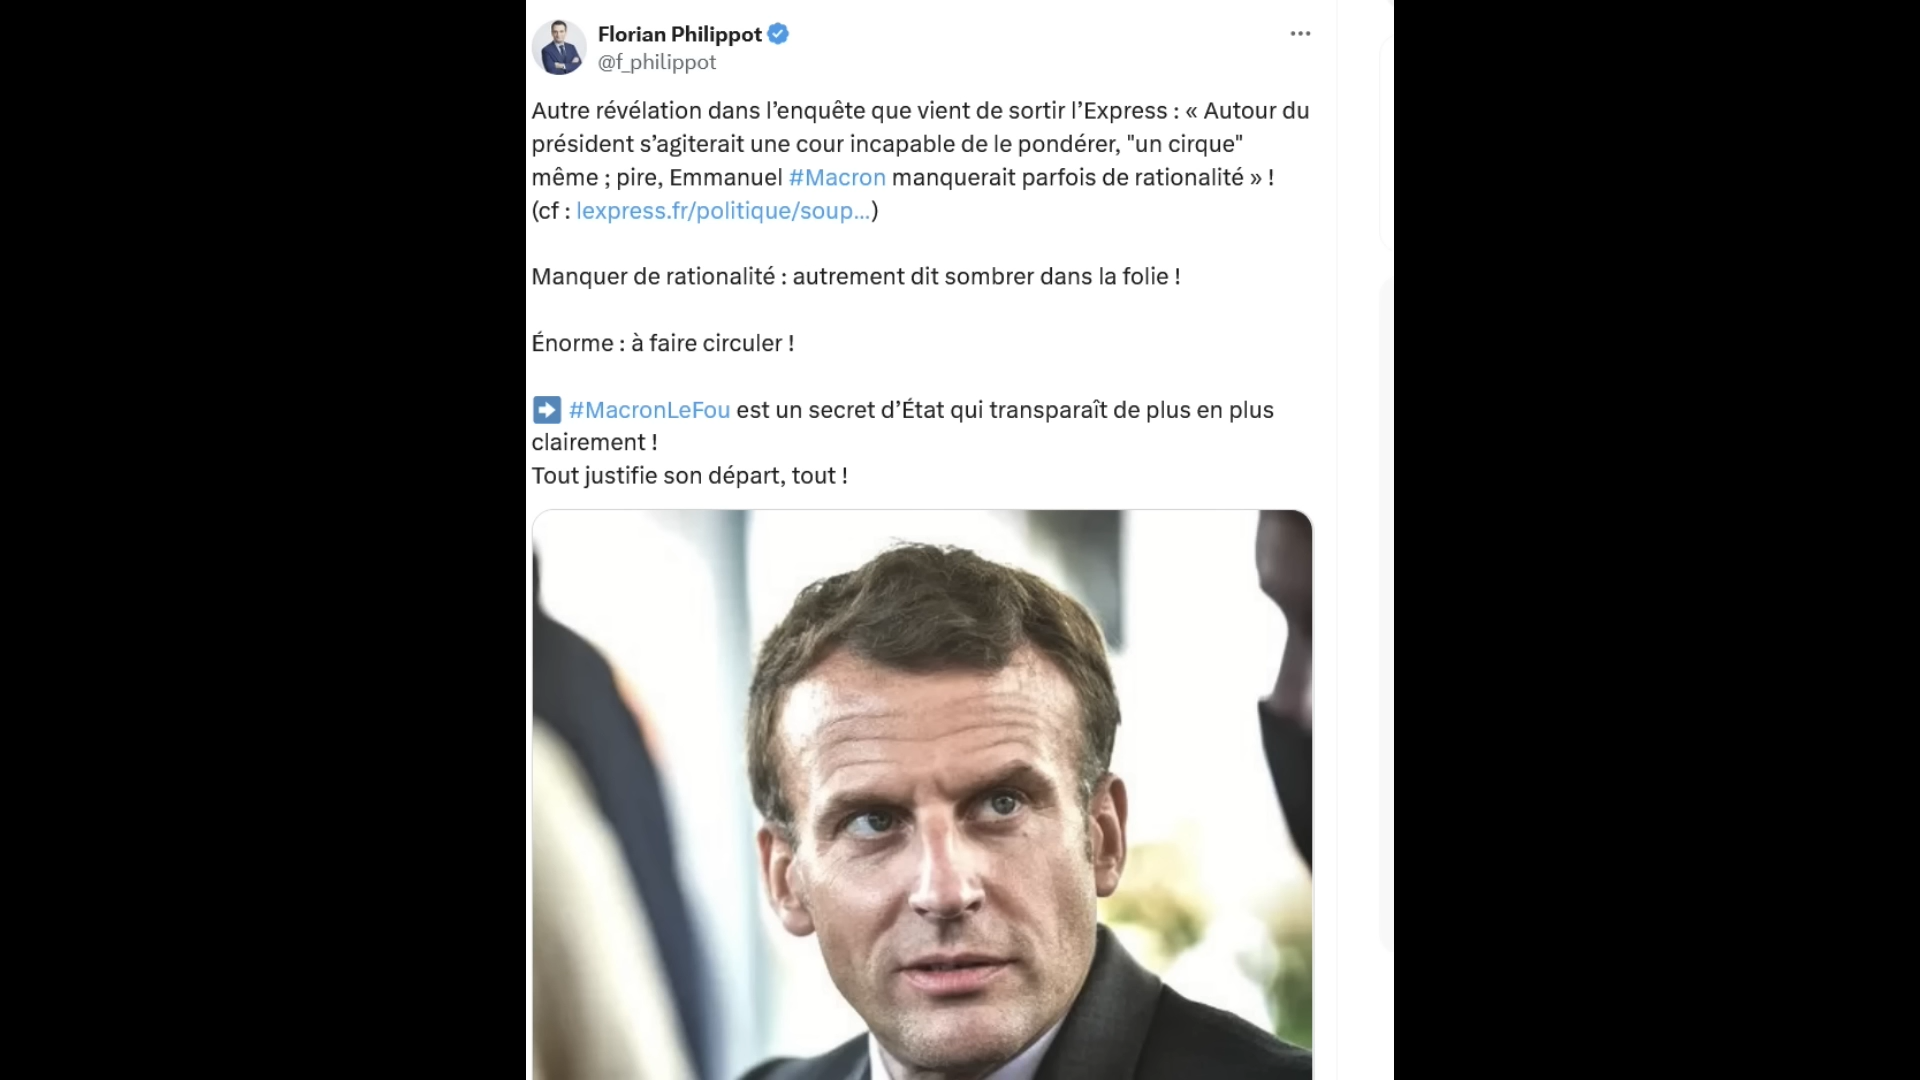 Florian Philippot
@f_philippot
Autre révélation dans l’enquête que vient de sortir l’Express : « Autour du
président s’agiterait une cour incapable de le pondérer, "un cirque"
même ; pire, Emmanuel #Macron manquerait parfois de rationalité » !
(cf : lexpress.fr/politique/soup...)
Manquer de rationalité : autrement dit sombrer dans la folie !
Énorme : à faire circuler !
➡️ #MacronLeFou est un secret d’État qui transparaît de plus en plus
clairement !
Tout justifie son départ, tout !